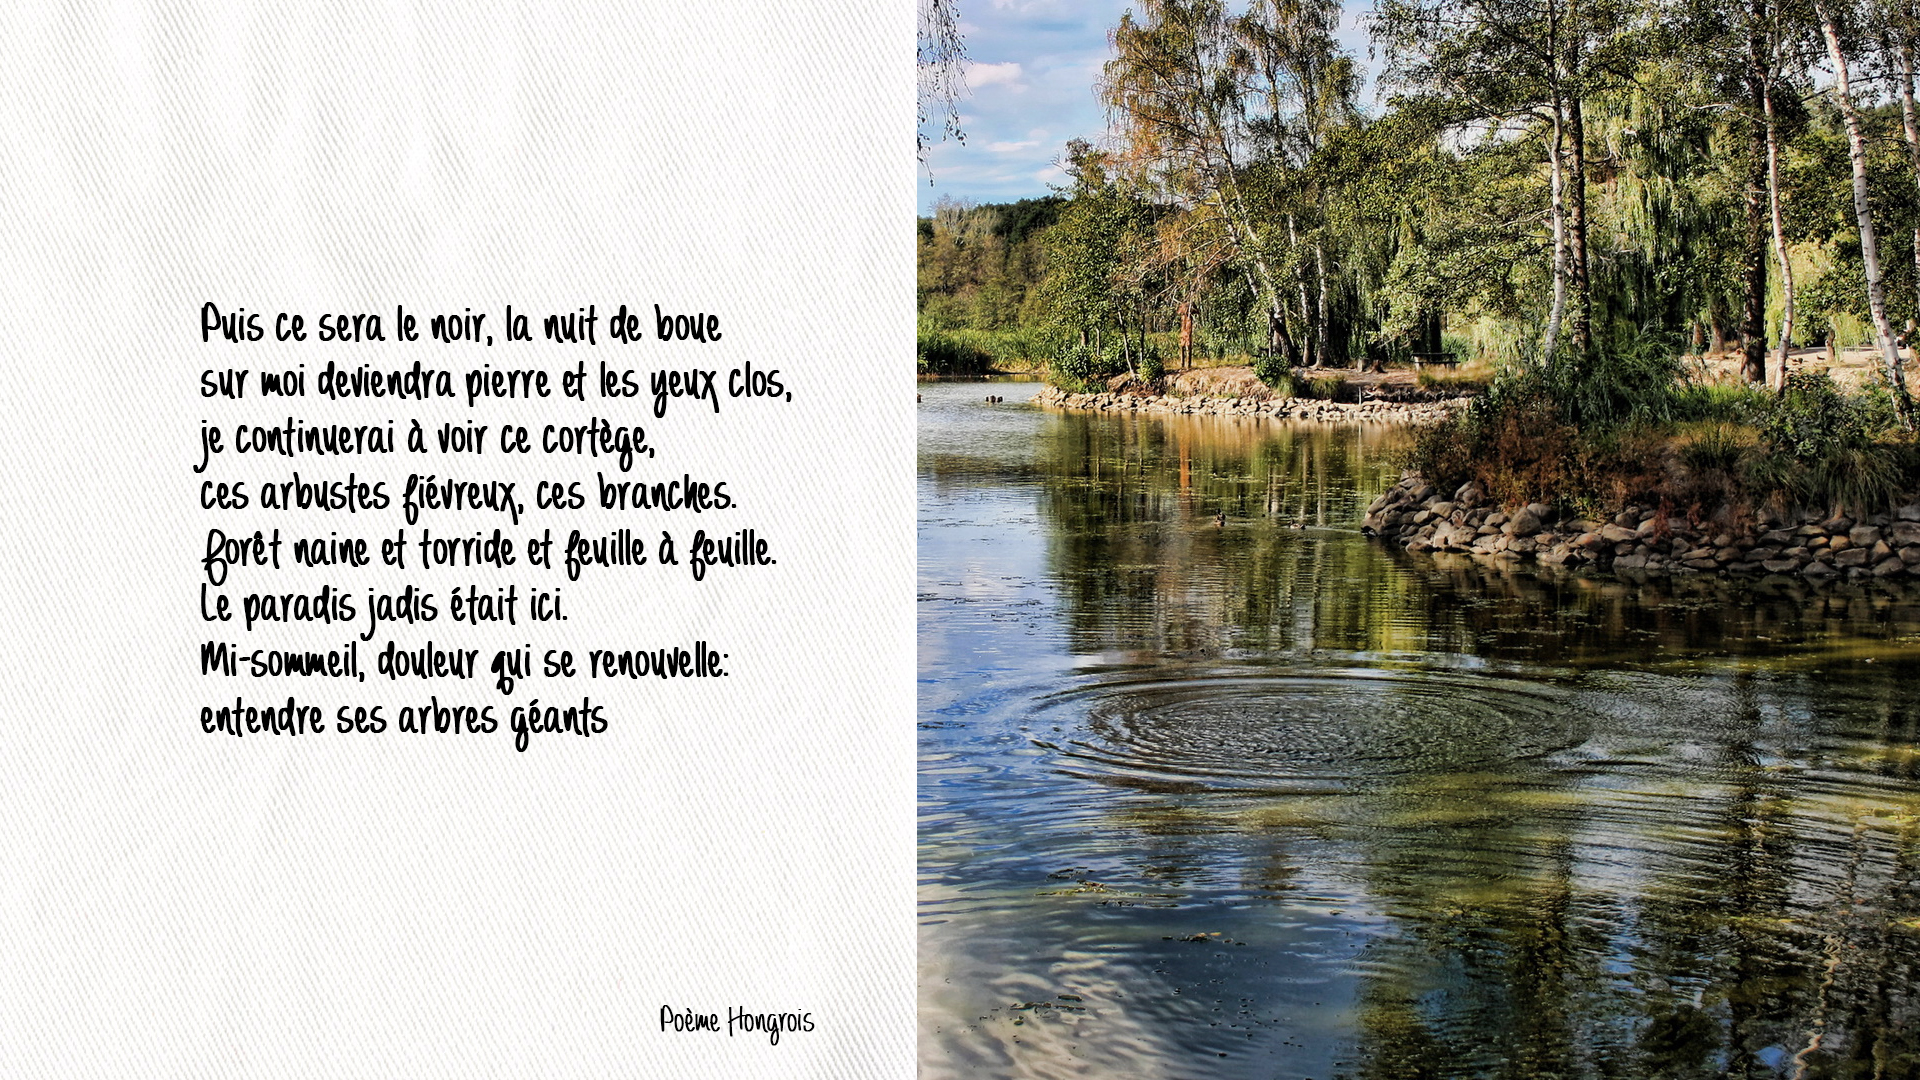 Puis ce sera le noir, la nuit de boue
sur moi deviendra pierre et les yeux clos,
je continuerai à voir ce cortège,
ces arbustes fiévreux, ces branches.
Forêt naine et torride et feuille à feuille.
Le paradis jadis était ici.
Mi-sommeil, douleur qui se renouvelle:
entendre ses arbres géants
Poème Hongrois